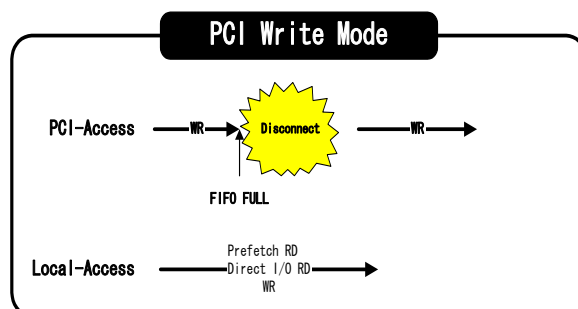 PCI Write Mode
PCI-Access
WR
Disconnect
WR
FIFO FULL
Local-Access
Prefetch RD
Direct I/O RD
WR